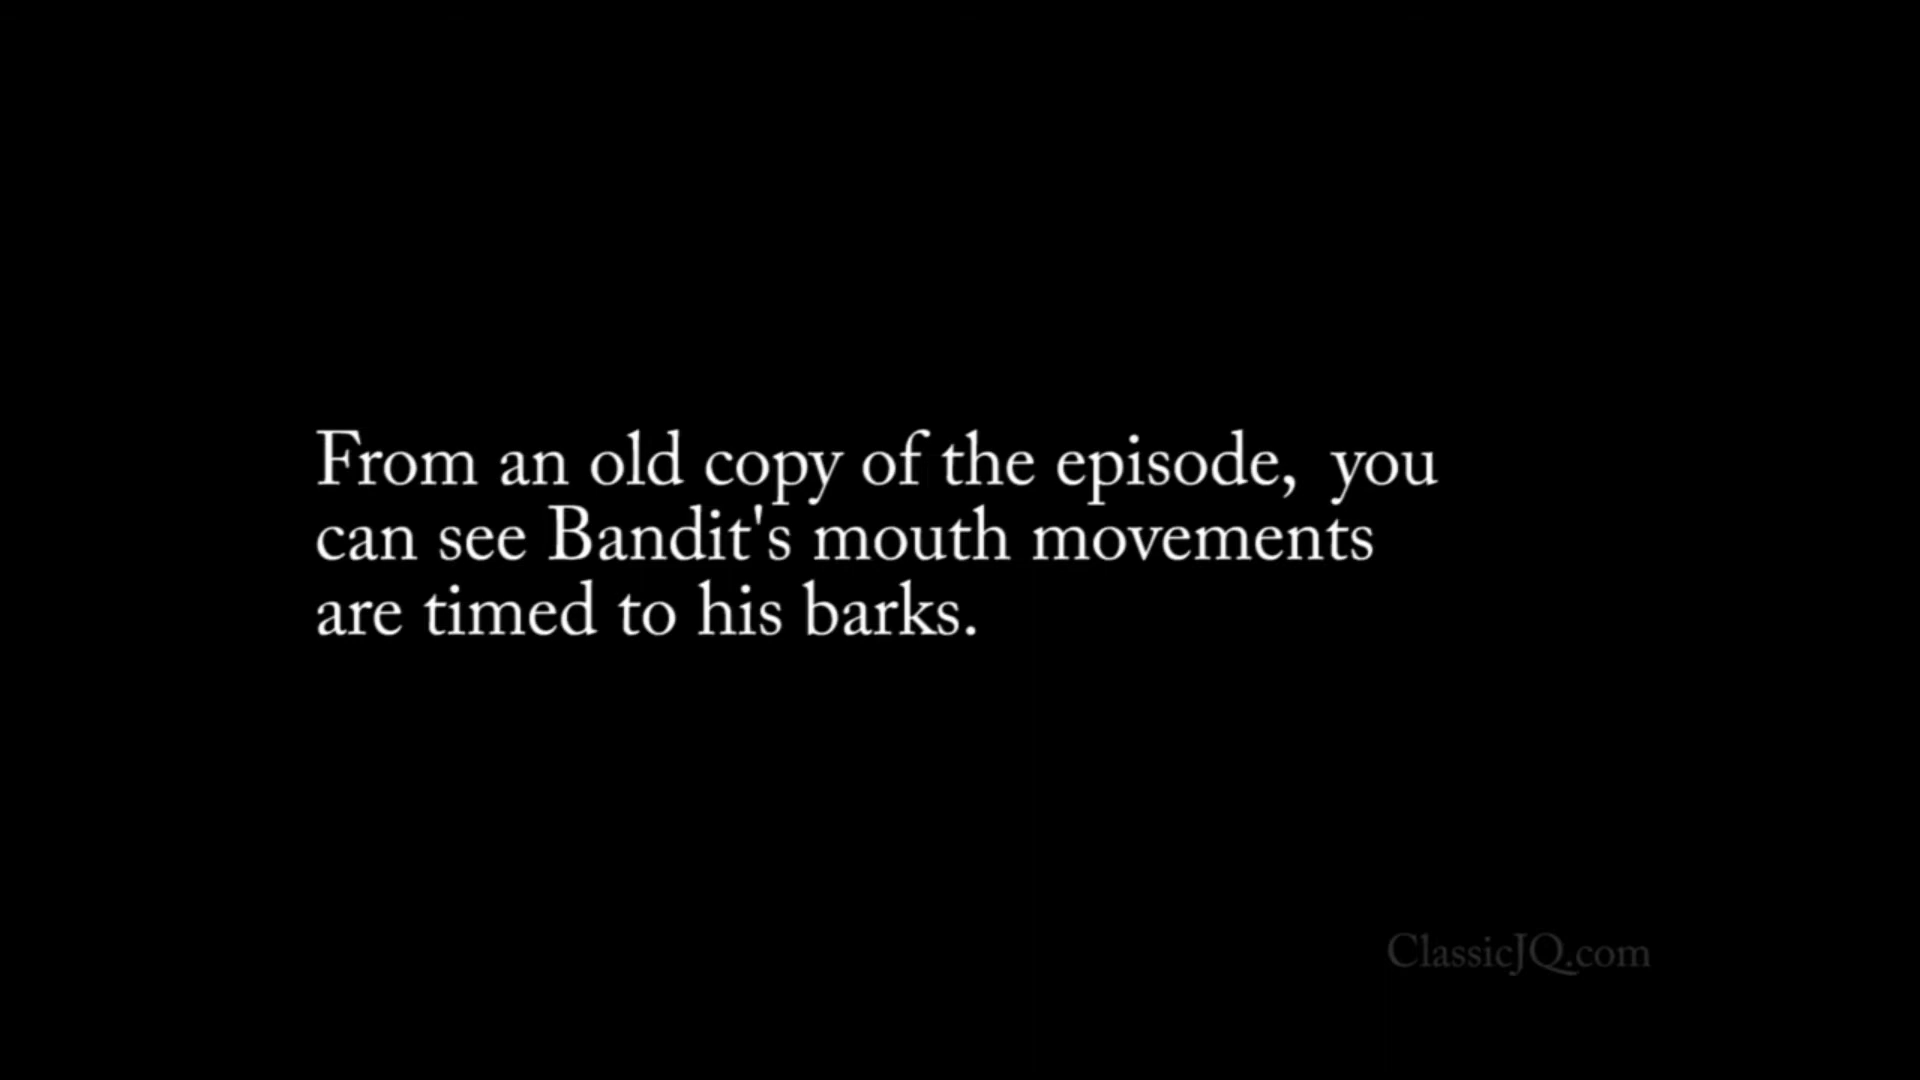 From an old copy of the episode, you
can see Bandit's mouth movements
are timed to his barks.
ClassicJQ.com